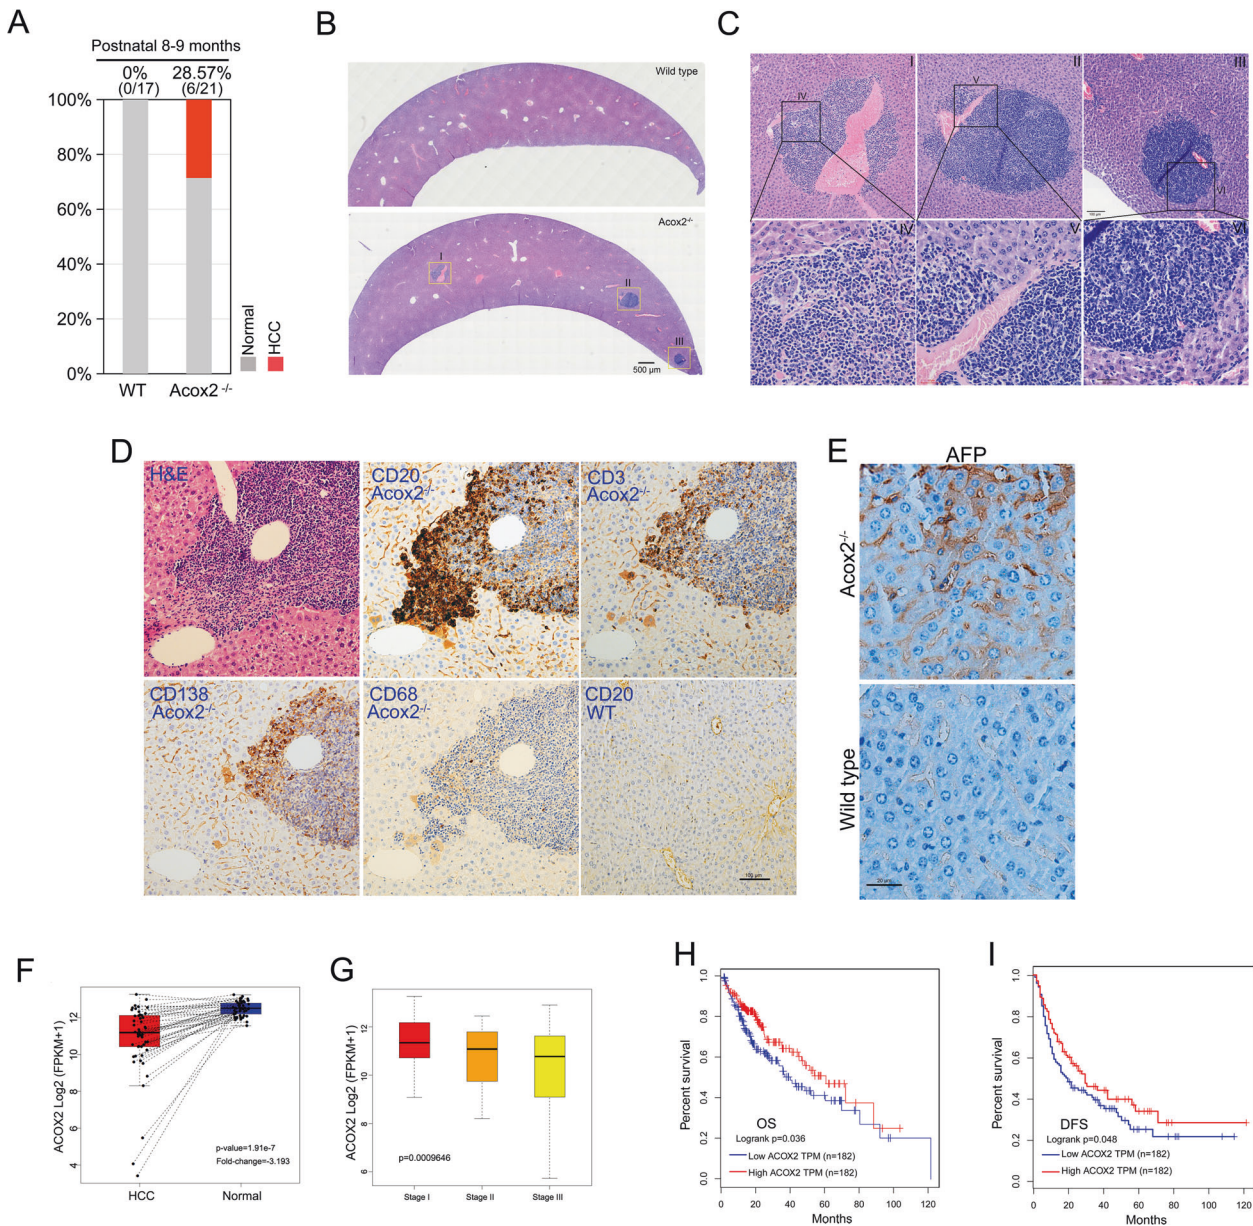 A
Postnatal 8-9 months
0% 28.57%
(0/17) (6/21)
100%
80%
60%
40%
20%
0%
WT Acox2 -/-
Normal
HCC
B
Wild type
Acox2-/-
I
II
III
500 µm
C
I
II
III
IV
V
VI
100 µm
IV
V
VI
D
H&E
CD20
Acox2-/-
CD3
Acox2-/-
CD138
Acox2-/-
CD68
Acox2-/-
CD20
WT
100 µm
E
AFP
Acox2-/-
Wild type
20 µm
F
ACOX2 Log2 (FPKM+1)
12
10
8
6
4
p-value=1.91e-7
Fold-change=-3.193
HCC Normal
G
ACOX2 Log2 (FPKM+1)
12
10
8
6
p=0.0009646
Stage I Stage II Stage III
H
Percent survival
1.0
0.8
0.6
0.4
0.2
0.0
OS
Logrank p=0.036
Low ACOX2 TPM (n=182)
High ACOX2 TPM (n=182)
0 20 40 60 80 100 120
Months
I
Percent survival
1.0
0.8
0.6
0.4
0.2
0.0
DFS
Logrank p=0.048
Low ACOX2 TPM (n=182)
High ACOX2 TPM (n=182)
0 20 40 60 80 100 120
Months